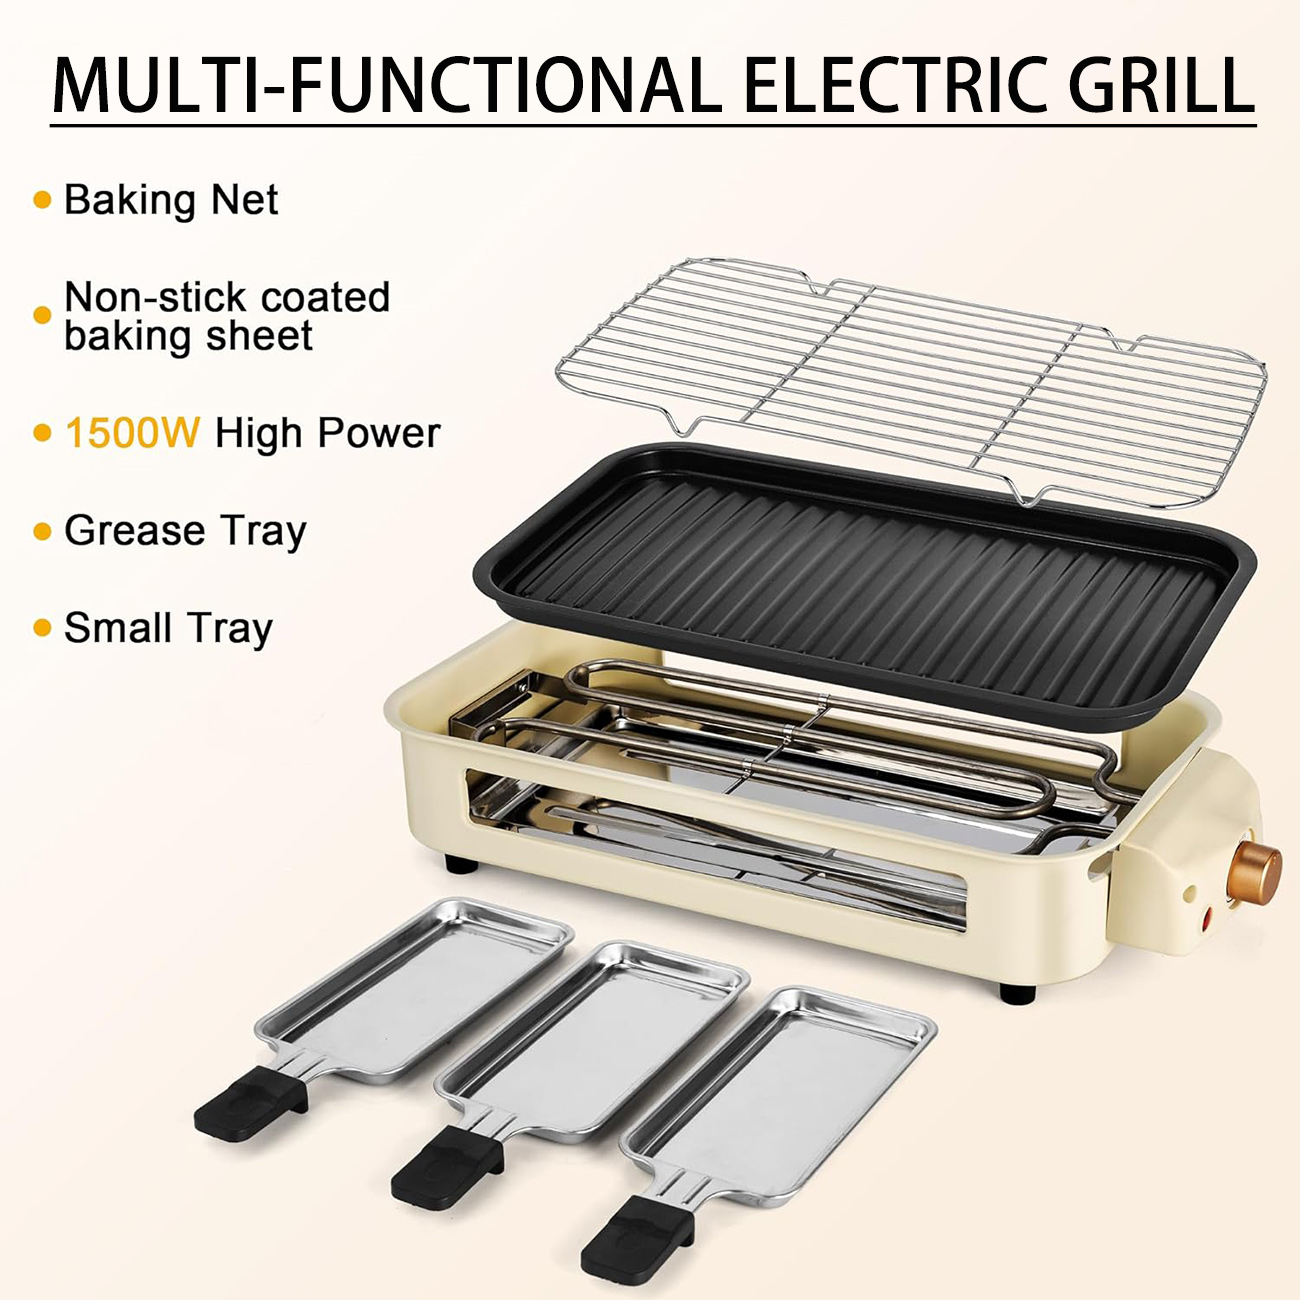 MULTI-FUNCTIONAL ELECTRIC GRILL
Baking Net
Non-stick coated
baking sheet
1500W High Power
Grease Tray
Small Tray